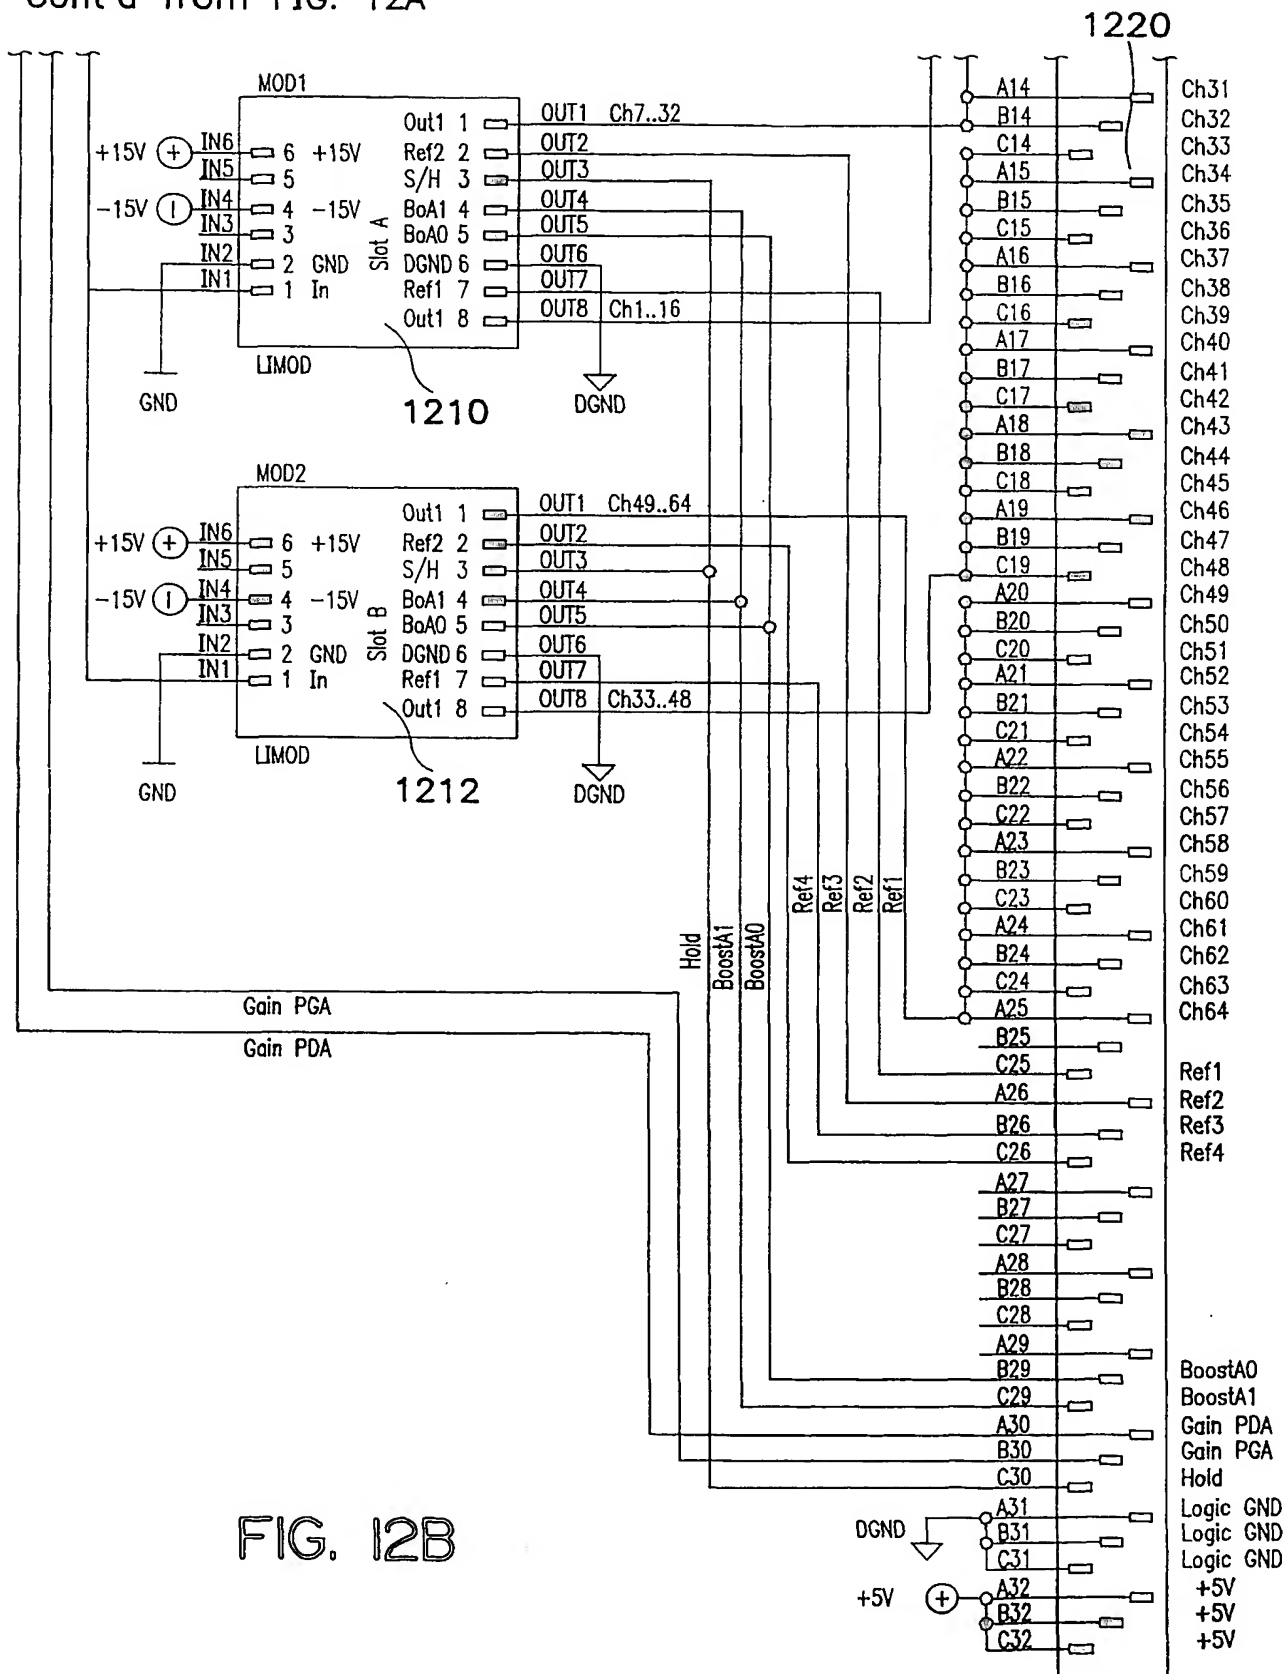 Cont'd from FIG. 12A
1220
MOD1
Out1 1 OUT1 Ch7..32
+15V + IN6 6 +15V Ref2 2 OUT2
IN5 5 S/H 3 OUT3
-15V IN4 4 -15V BoA1 4 OUT4
IN3 3 BoA0 5 OUT5
IN2 2 GND DGND 6 OUT6
IN1 1 In Ref1 7 OUT7
Out1 8 OUT8 Ch1..16
Slot A
LIMOD
GND
1210
DGND
MOD2
Out1 1 OUT1 Ch49..64
+15V + IN6 6 +15V Ref2 2 OUT2
IN5 5 S/H 3 OUT3
-15V IN4 4 -15V BoA1 4 OUT4
IN3 3 BoA0 5 OUT5
IN2 2 GND DGND 6 OUT6
IN1 1 In Ref1 7 OUT7
Out1 8 OUT8 Ch33..48
Slot B
LIMOD
GND
1212
DGND
Hold
BoostA1
BoostA0
Ref4
Ref3
Ref2
Ref1
Gain PGA
Gain PDA
A14 Ch31
B14 Ch32
C14 Ch33
A15 Ch34
B15 Ch35
C15 Ch36
A16 Ch37
B16 Ch38
C16 Ch39
A17 Ch40
B17 Ch41
C17 Ch42
A18 Ch43
B18 Ch44
C18 Ch45
A19 Ch46
B19 Ch47
C19 Ch48
A20 Ch49
B20 Ch50
C20 Ch51
A21 Ch52
B21 Ch53
C21 Ch54
A22 Ch55
B22 Ch56
C22 Ch57
A23 Ch58
B23 Ch59
C23 Ch60
A24 Ch61
B24 Ch62
C24 Ch63
A25 Ch64
B25
C25 Ref1
A26 Ref2
B26 Ref3
C26 Ref4
A27
B27
C27
A28
B28
C28
A29
B29 BoostA0
C29 BoostA1
A30 Gain PDA
B30 Gain PGA
C30 Hold
DGND A31 Logic GND
B31 Logic GND
C31 Logic GND
+5V + A32 +5V
B32 +5V
C32 +5V
FIG. 12B